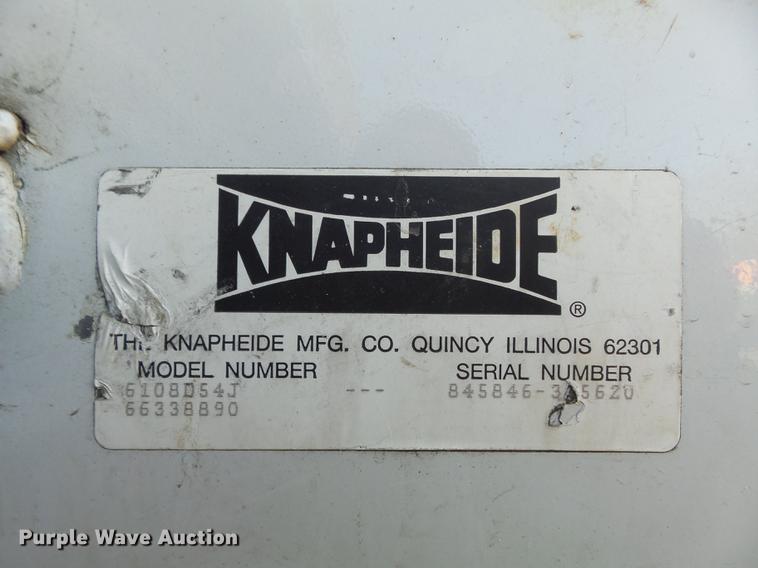 KNAPHEIDE
®
THE KNAPHEIDE MFG. CO. QUINCY ILLINOIS 62301
MODEL NUMBER SERIAL NUMBER
6108D54J ---
66338890
Purple Wave Auction